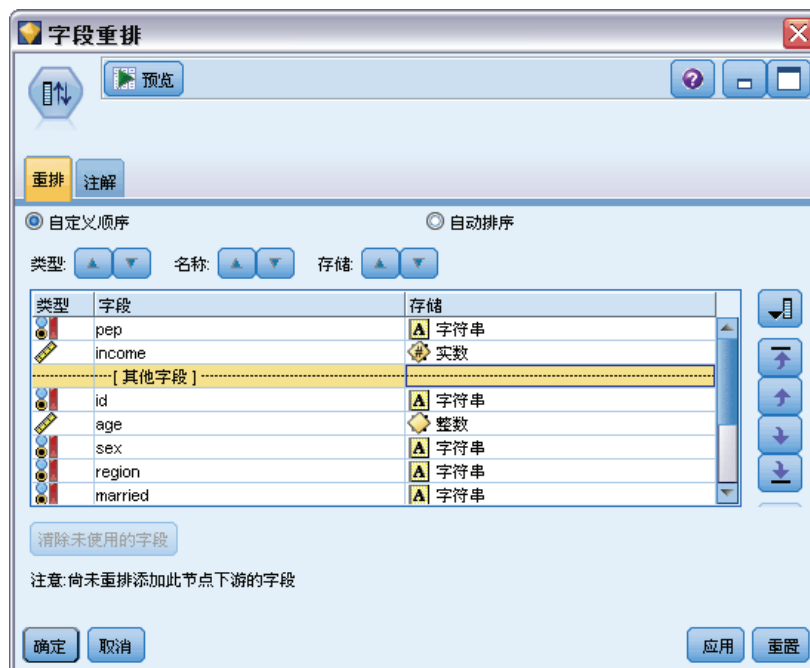 字段重排
预览
重排 注解
自定义顺序 自动排序
类型: 名称: 存储:
类型 字段 存储
pep A 字符串
income # 实数
[ 其他字段 ]
id A 字符串
age 整数
sex A 字符串
region A 字符串
married A 字符串
清除未使用的字段
注意:尚未重排添加此节点下游的字段
确定 取消 应用 重置